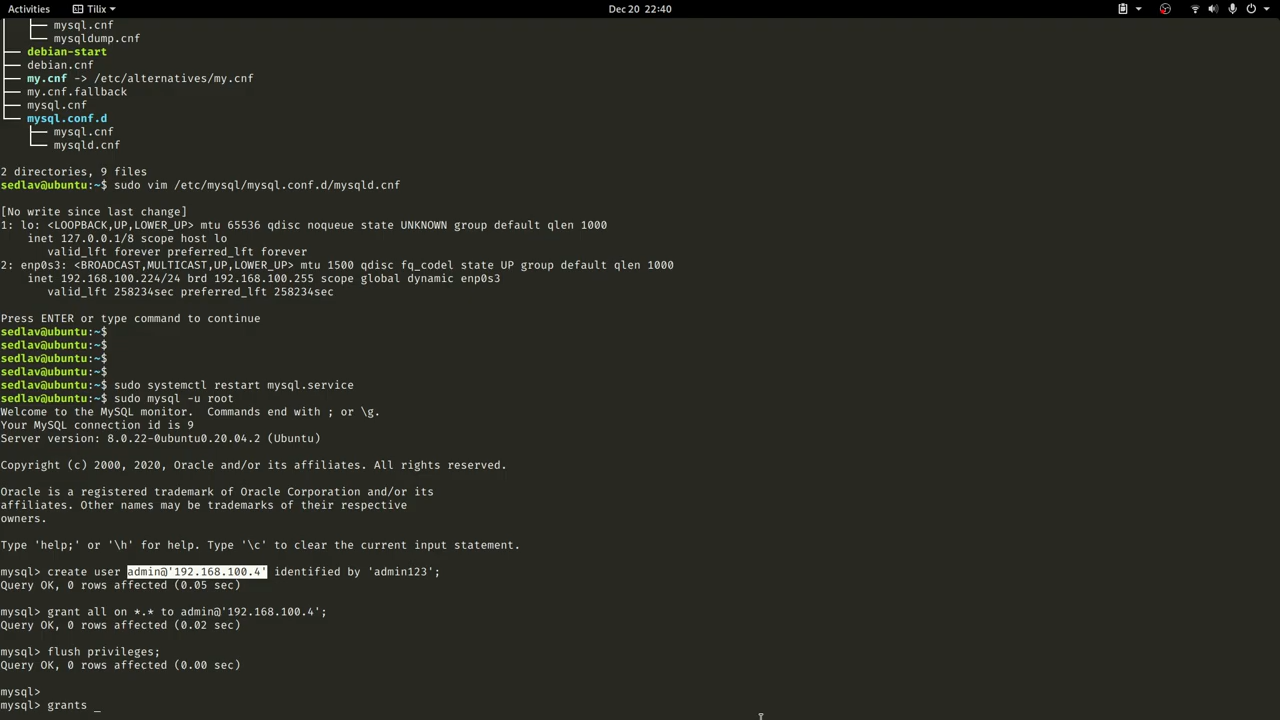 Activities Tilix Dec 20 22:40
mysql.cnf
mysqldump.cnf
debian-start
debian.cnf
my.cnf -> /etc/alternatives/my.cnf
my.cnf.fallback
mysql.cnf
mysql.conf.d
mysql.cnf
mysqld.cnf
2 directories, 9 files
sedlav@ubuntu:~$ sudo vim /etc/mysql/mysql.conf.d/mysqld.cnf
[No write since last change]
1: lo: <LOOPBACK,UP,LOWER_UP> mtu 65536 qdisc noqueue state UNKNOWN group default qlen 1000
inet 127.0.0.1/8 scope host lo
valid_lft forever preferred_lft forever
2: enp0s3: <BROADCAST,MULTICAST,UP,LOWER_UP> mtu 1500 qdisc fq_codel state UP group default qlen 1000
inet 192.168.100.224/24 brd 192.168.100.255 scope global dynamic enp0s3
valid_lft 258234sec preferred_lft 258234sec
Press ENTER or type command to continue
sedlav@ubuntu:~$
sedlav@ubuntu:~$
sedlav@ubuntu:~$
sedlav@ubuntu:~$
sedlav@ubuntu:~$ sudo systemctl restart mysql.service
sedlav@ubuntu:~$ sudo mysql -u root
Welcome to the MySQL monitor.  Commands end with ; or \g.
Your MySQL connection id is 9
Server version: 8.0.22-0ubuntu0.20.04.2 (Ubuntu)
Copyright (c) 2000, 2020, Oracle and/or its affiliates. All rights reserved.
Oracle is a registered trademark of Oracle Corporation and/or its
affiliates. Other names may be trademarks of their respective
owners.
Type 'help;' or '\h' for help. Type '\c' to clear the current input statement.
mysql> create user admin@'192.168.100.4' identified by 'admin123';
Query OK, 0 rows affected (0.05 sec)
mysql> grant all on *.* to admin@'192.168.100.4';
Query OK, 0 rows affected (0.02 sec)
mysql> flush privileges;
Query OK, 0 rows affected (0.00 sec)
mysql>
mysql> grants _